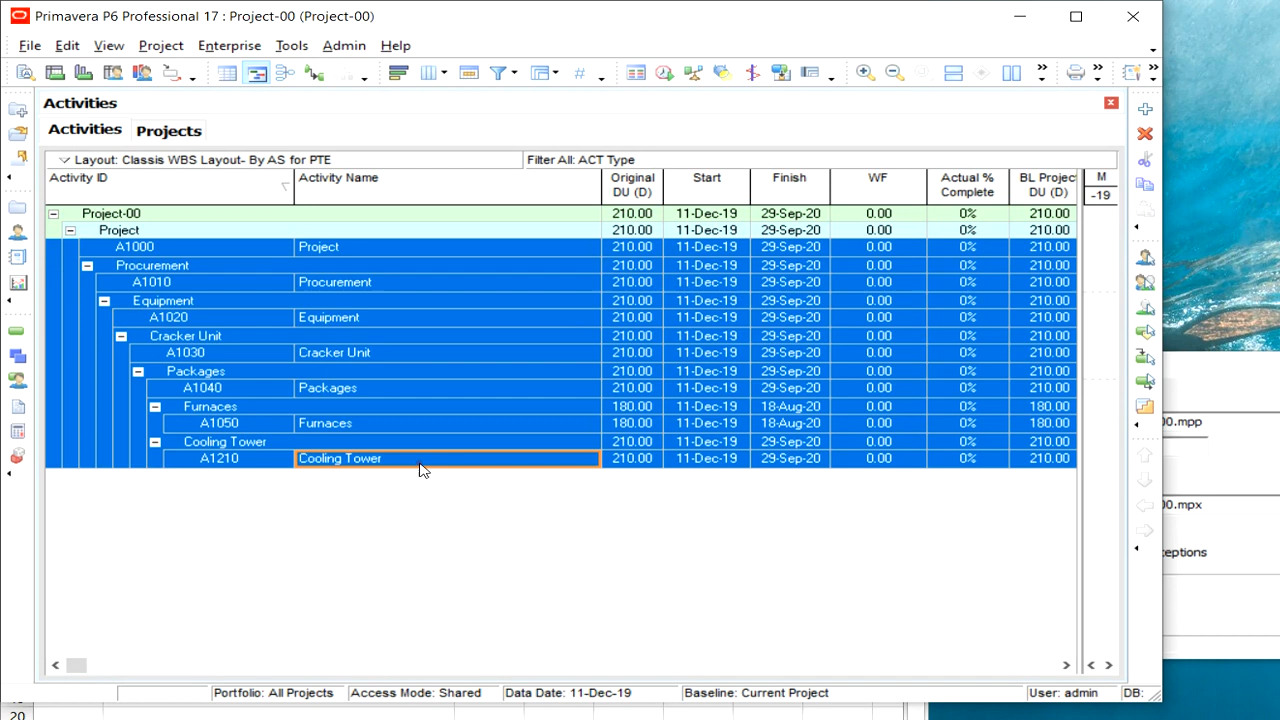 Primavera P6 Professional 17 : Project-00 (Project-00)
File Edit View Project Enterprise Tools Admin Help
Activities
Activities Projects
Layout: Classis WBS Layout- By AS for PTE Filter All: ACT Type
Activity ID Activity Name Original DU (D) Start Finish WF Actual % Complete BL Project DU (D) M -19
Project-00 210.00 11-Dec-19 29-Sep-20 0.00 0% 210.00
Project 210.00 11-Dec-19 29-Sep-20 0.00 0% 210.00
A1000 Project 210.00 11-Dec-19 29-Sep-20 0.00 0% 210.00
Procurement 210.00 11-Dec-19 29-Sep-20 0.00 0% 210.00
A1010 Procurement 210.00 11-Dec-19 29-Sep-20 0.00 0% 210.00
Equipment 210.00 11-Dec-19 29-Sep-20 0.00 0% 210.00
A1020 Equipment 210.00 11-Dec-19 29-Sep-20 0.00 0% 210.00
Cracker Unit 210.00 11-Dec-19 29-Sep-20 0.00 0% 210.00
A1030 Cracker Unit 210.00 11-Dec-19 29-Sep-20 0.00 0% 210.00
Packages 210.00 11-Dec-19 29-Sep-20 0.00 0% 210.00
A1040 Packages 210.00 11-Dec-19 29-Sep-20 0.00 0% 210.00
Furnaces 180.00 11-Dec-19 18-Aug-20 0.00 0% 180.00
A1050 Furnaces 180.00 11-Dec-19 18-Aug-20 0.00 0% 180.00
Cooling Tower 210.00 11-Dec-19 29-Sep-20 0.00 0% 210.00
A1210 Cooling Tower 210.00 11-Dec-19 29-Sep-20 0.00 0% 210.00
00.mpp
00.mpx
ceptions
Portfolio: All Projects Access Mode: Shared Data Date: 11-Dec-19 Baseline: Current Project User: admin DB:
20